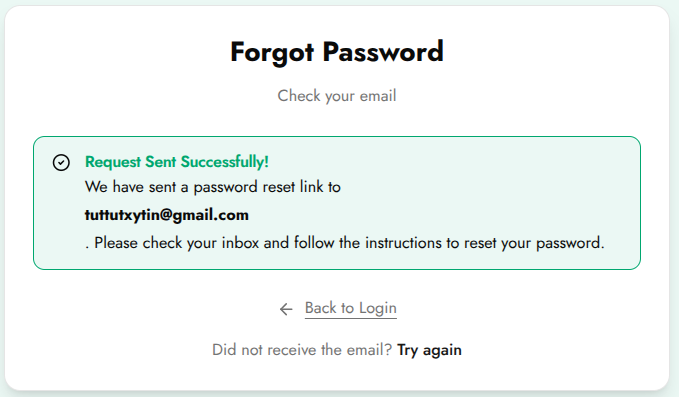 Forgot Password
Check your email
Request Sent Successfully!
We have sent a password reset link to
tuttutxytin@gmail.com
. Please check your inbox and follow the instructions to reset your password.
Back to Login
Did not receive the email? Try again